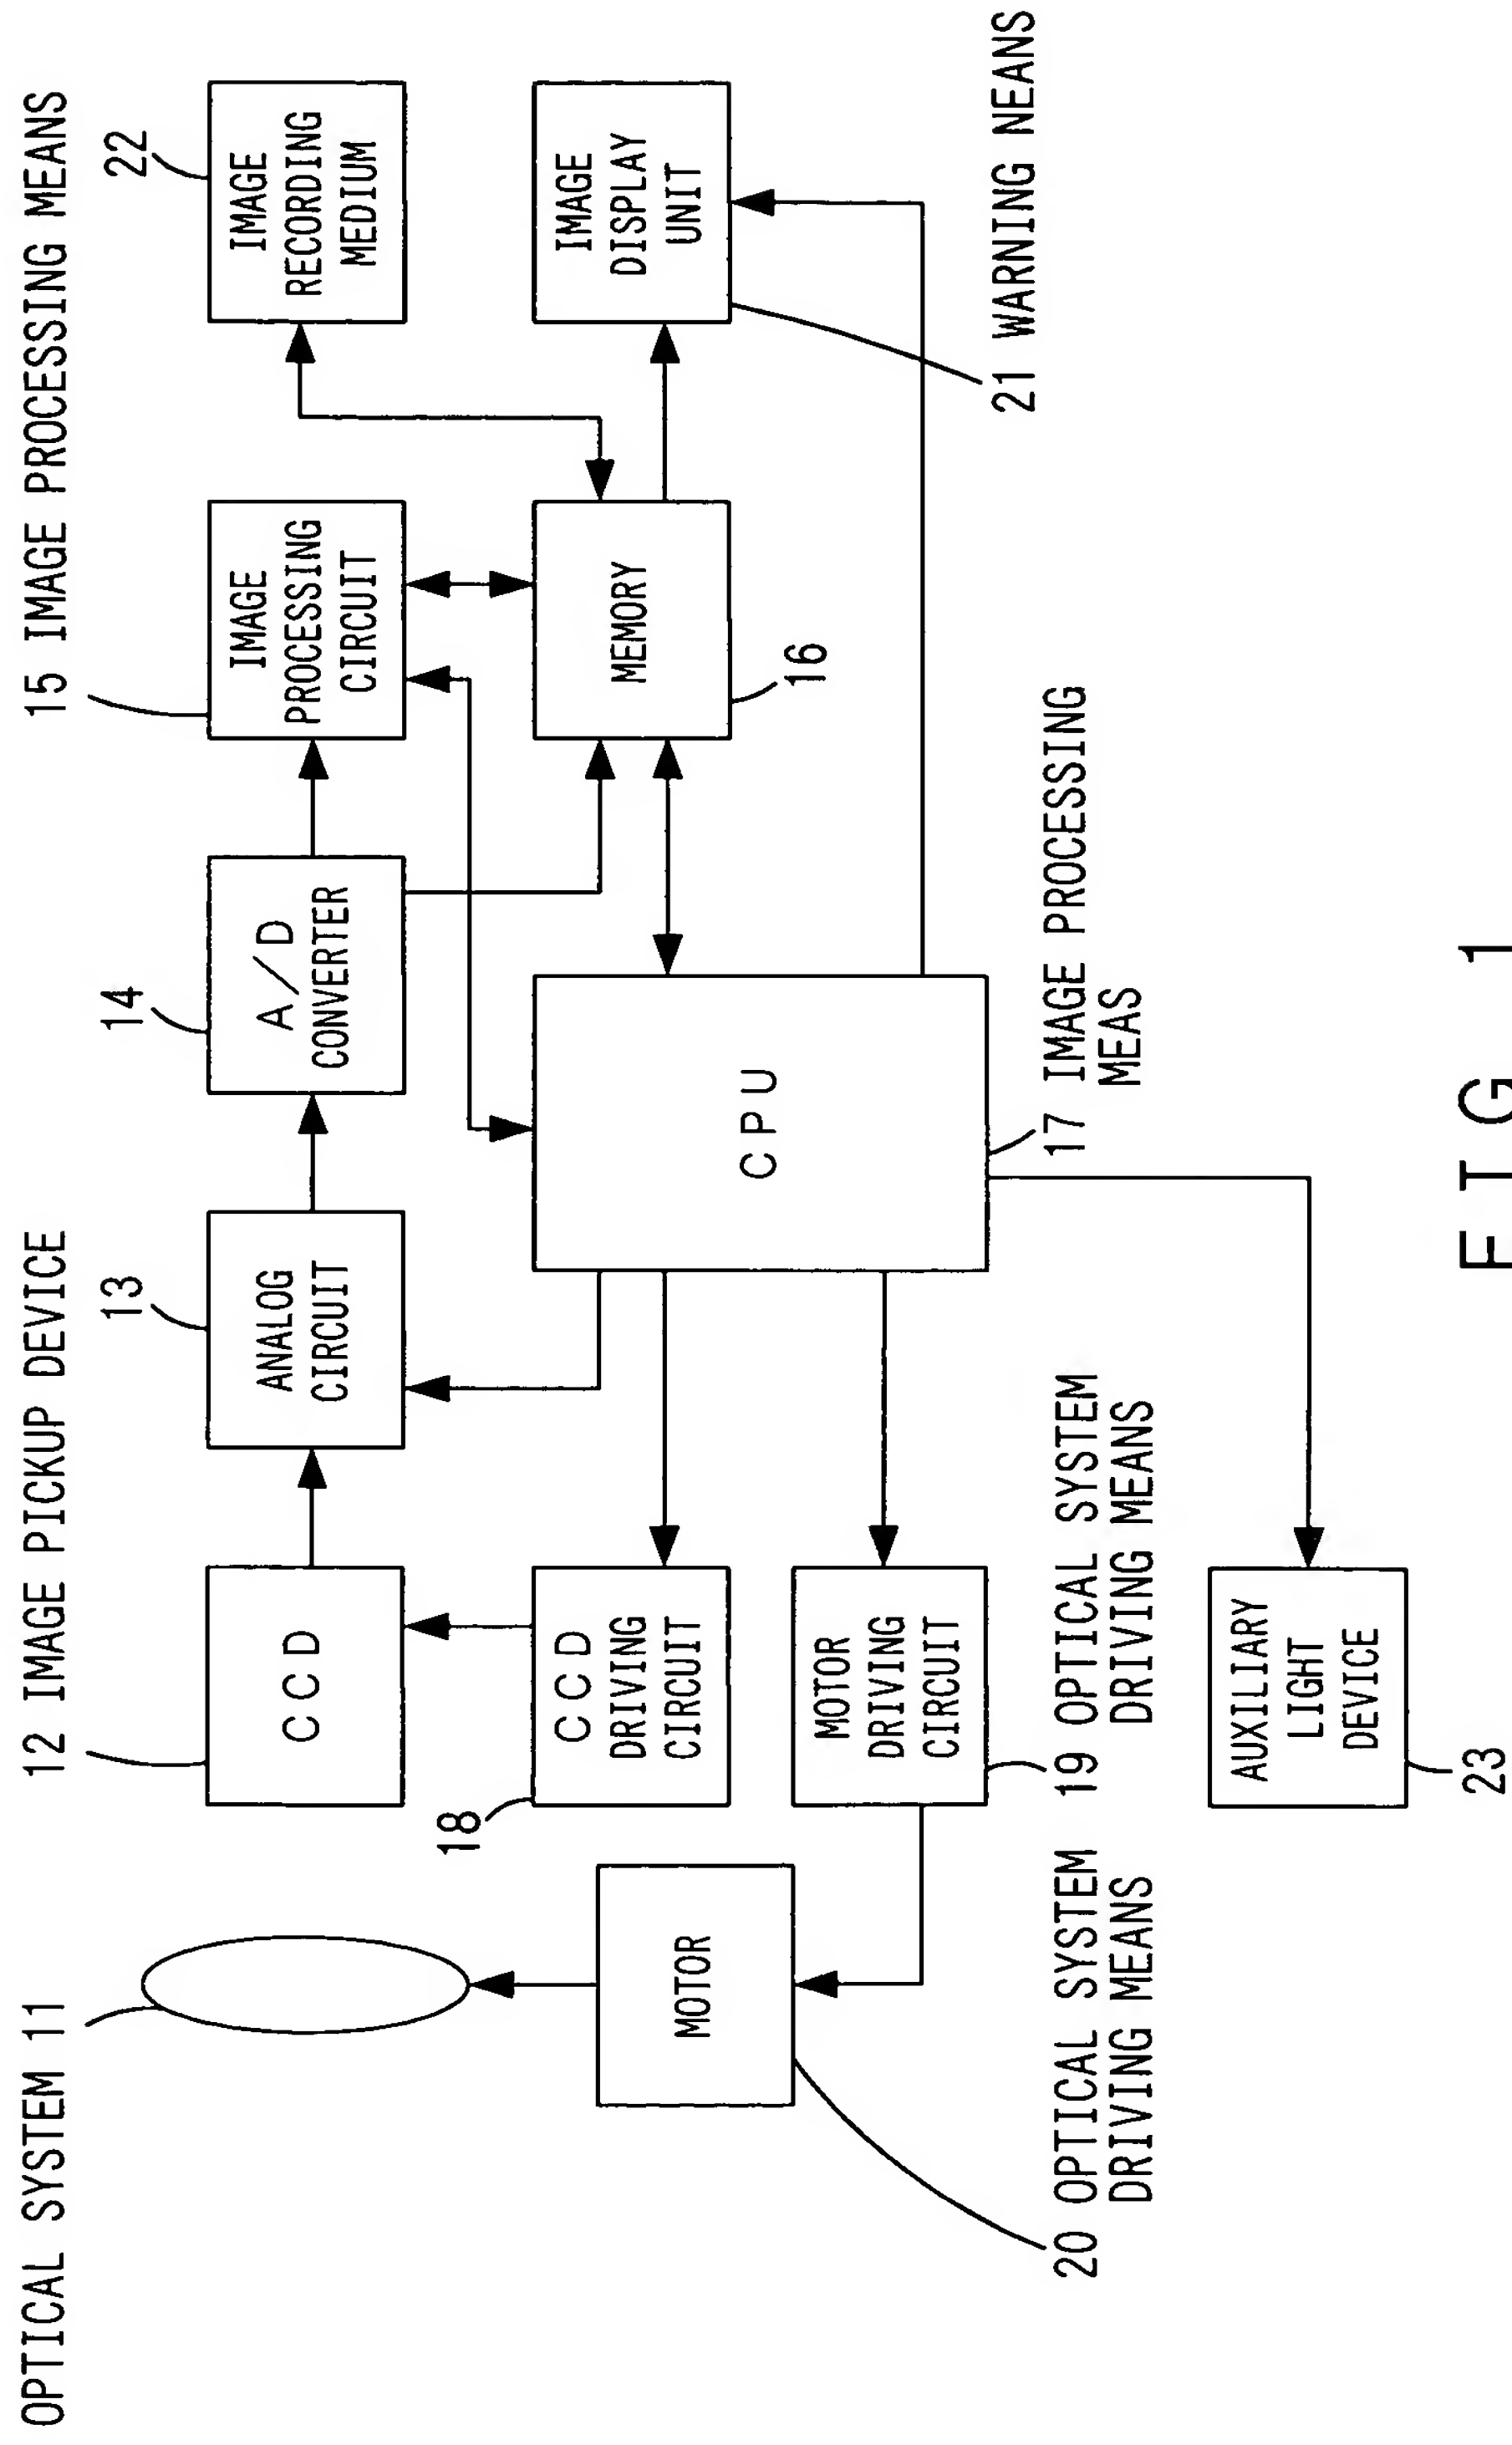 OPTICAL SYSTEM 11
12 IMAGE PICKUP DEVICE
15 IMAGE PROCESSING MEANS
13
14
22
CCD
ANALOG
CIRCUIT
A/D
CONVERTER
IMAGE
PROCESSING
CIRCUIT
IMAGE
RECORDING
MEDIUM
18
CCD
DRIVING
CIRCUIT
CPU
MEMORY
16
IMAGE
DISPLAY
UNIT
MOTOR
MOTOR
DRIVING
CIRCUIT
20 OPTICAL SYSTEM
DRIVING MEANS
19 OPTICAL SYSTEM
DRIVING MEANS
17 IMAGE PROCESSING
MEAS
21 WARNING NEANS
AUXILIARY
LIGHT
DEVICE
23
FIG. 1